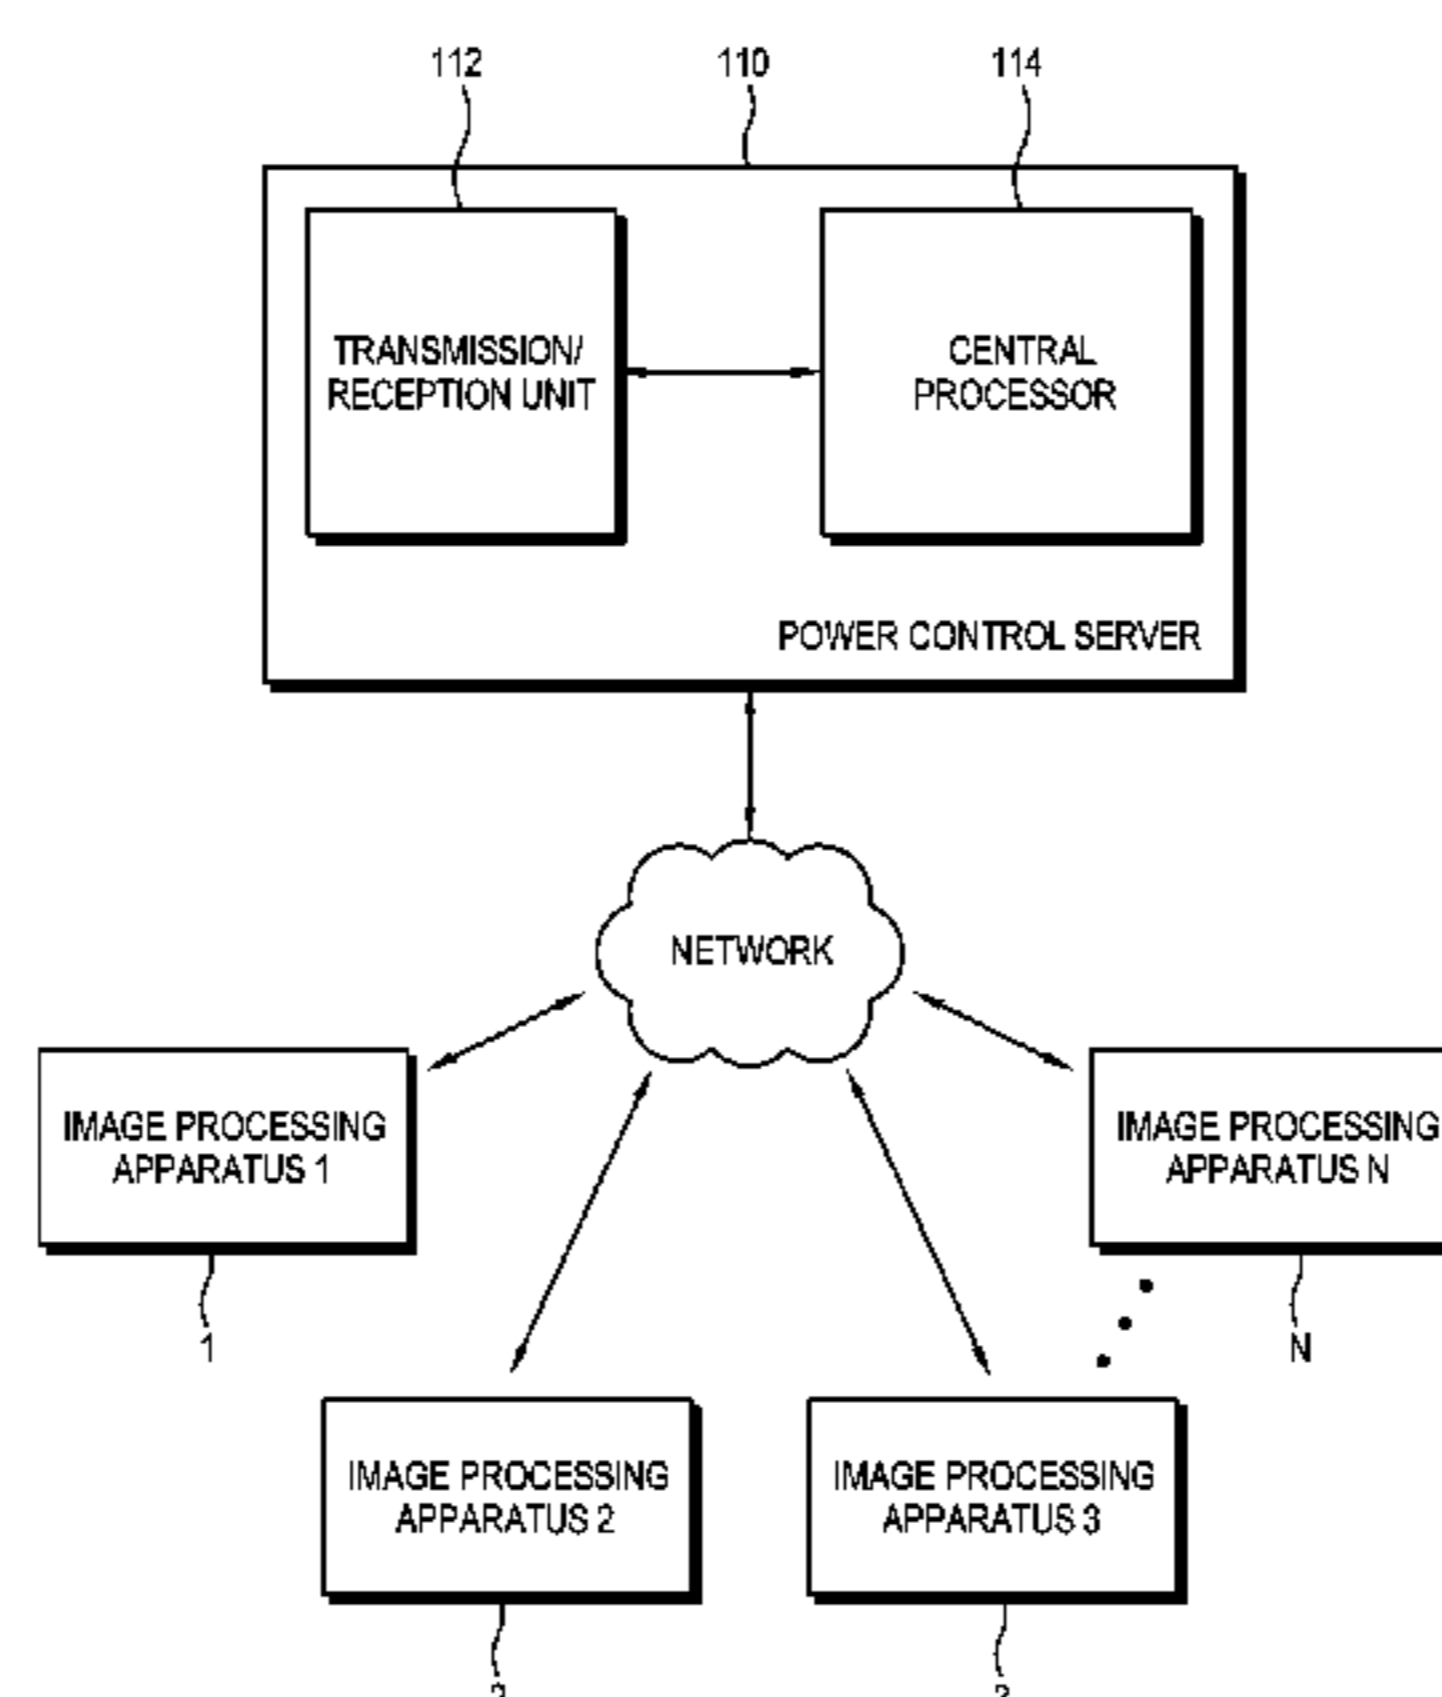 112
110
114
TRANSMISSION/
RECEPTION UNIT
CENTRAL
PROCESSOR
POWER CONTROL SERVER
NETWORK
IMAGE PROCESSING
APPARATUS 1
IMAGE PROCESSING
APPARATUS N
1
N
IMAGE PROCESSING
APPARATUS 2
IMAGE PROCESSING
APPARATUS 3